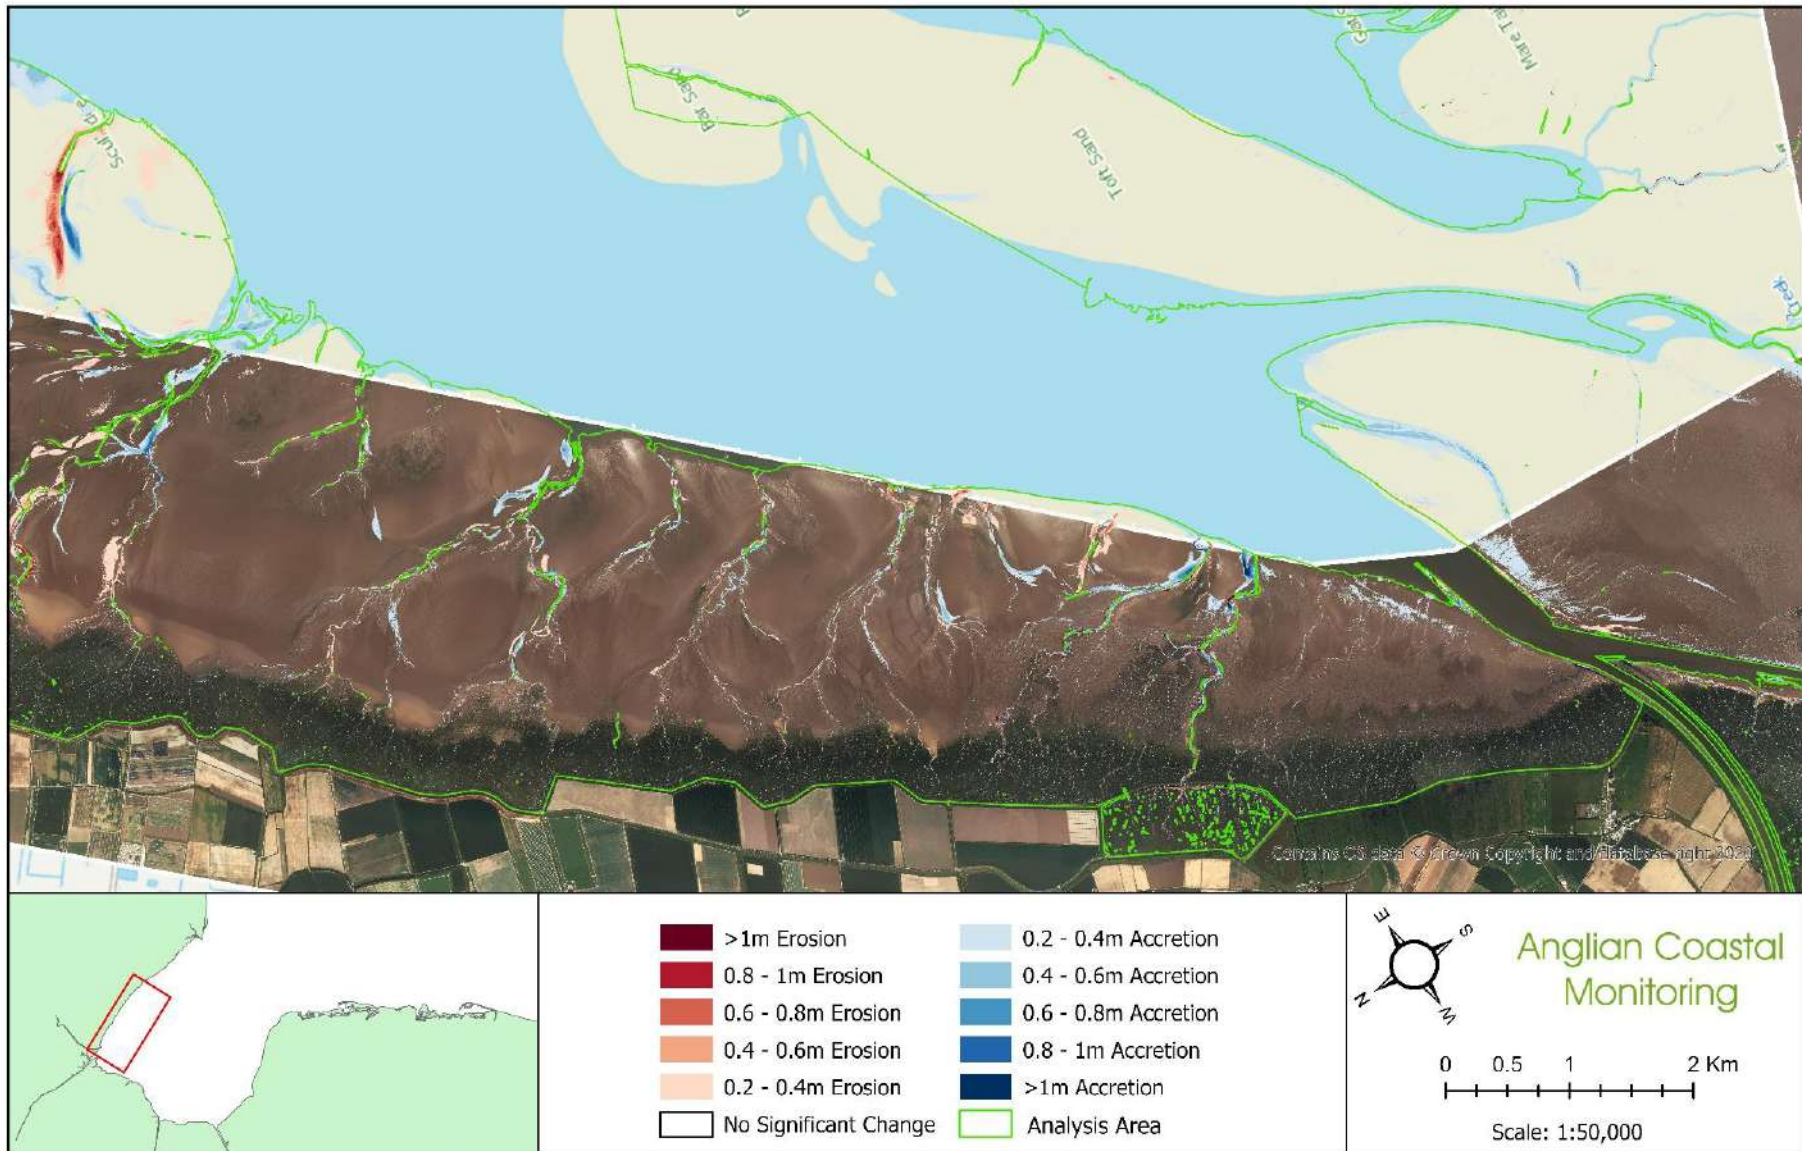 Bar Sand
Toft Sand
Mare Tail
Creek
Contains OS data © Crown Copyright and database right 2020
>1m Erosion
0.8 - 1m Erosion
0.6 - 0.8m Erosion
0.4 - 0.6m Erosion
0.2 - 0.4m Erosion
No Significant Change
0.2 - 0.4m Accretion
0.4 - 0.6m Accretion
0.6 - 0.8m Accretion
0.8 - 1m Accretion
>1m Accretion
Analysis Area
E
S
N
W
Anglian Coastal
Monitoring
0 0.5 1 2 Km
Scale: 1:50,000